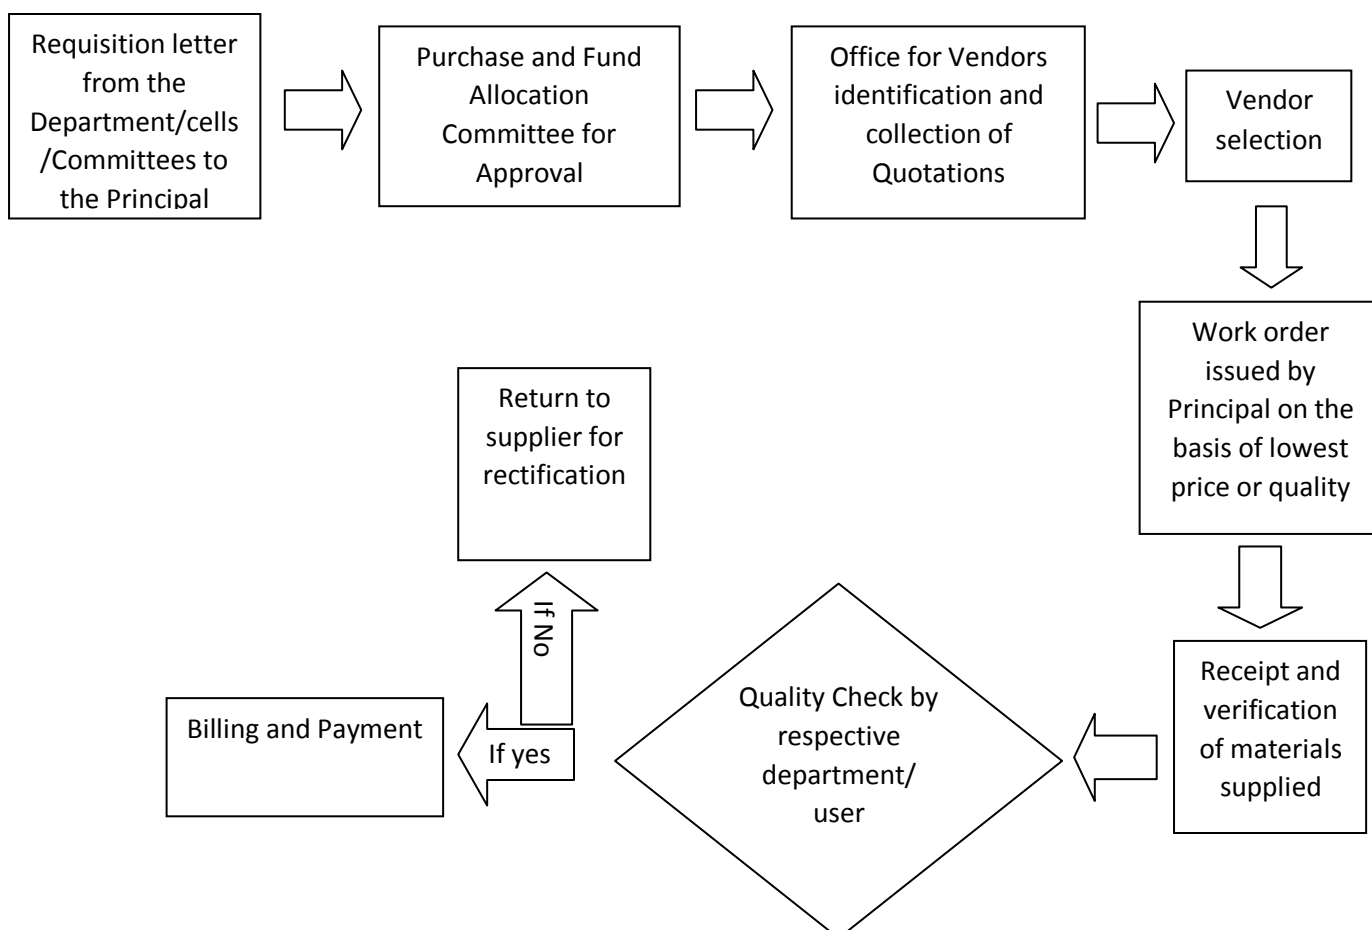 Requisition letter
from the
Department/cells
/Committees to
the Principal
Purchase and Fund
Allocation
Committee for
Approval
Office for Vendors
identification and
collection of
Quotations
Vendor
selection
Work order
issued by
Principal on the
basis of lowest
price or quality
Receipt and
verification
of materials
supplied
Quality Check by
respective
department/
user
If No
Return to
supplier for
rectification
If yes
Billing and Payment